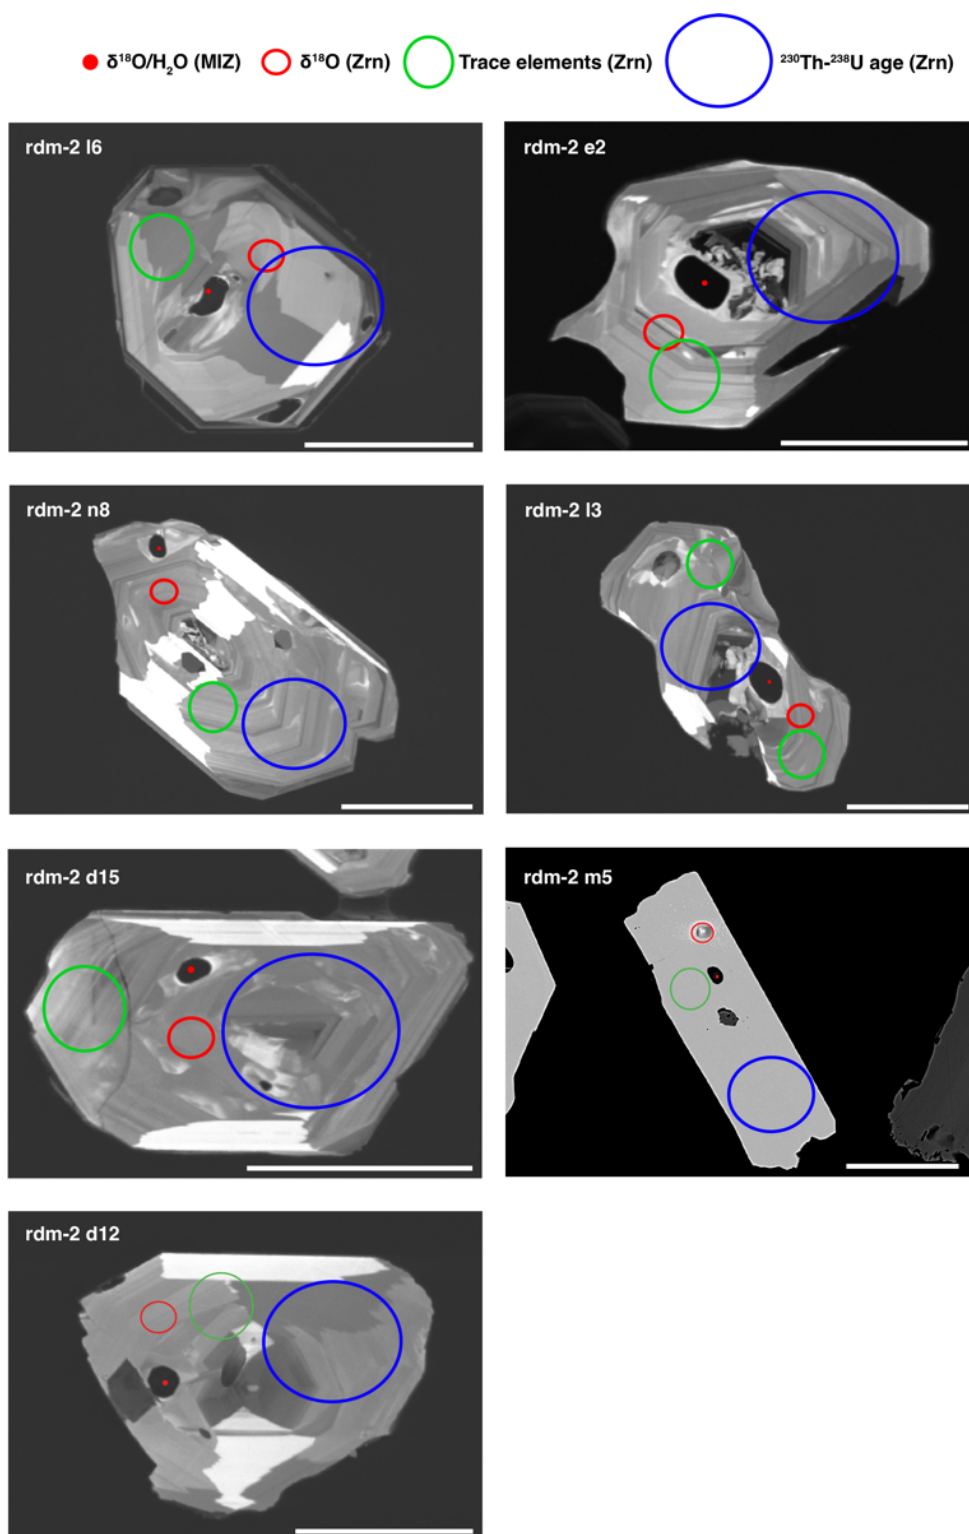 δ¹⁸O/H₂O (MIZ) δ¹⁸O (Zrn) Trace elements (Zrn) ²³⁰Th-²³⁸U age (Zrn)
rdm-2 l6
rdm-2 e2
rdm-2 n8
rdm-2 l3
rdm-2 d15
rdm-2 m5
rdm-2 d12